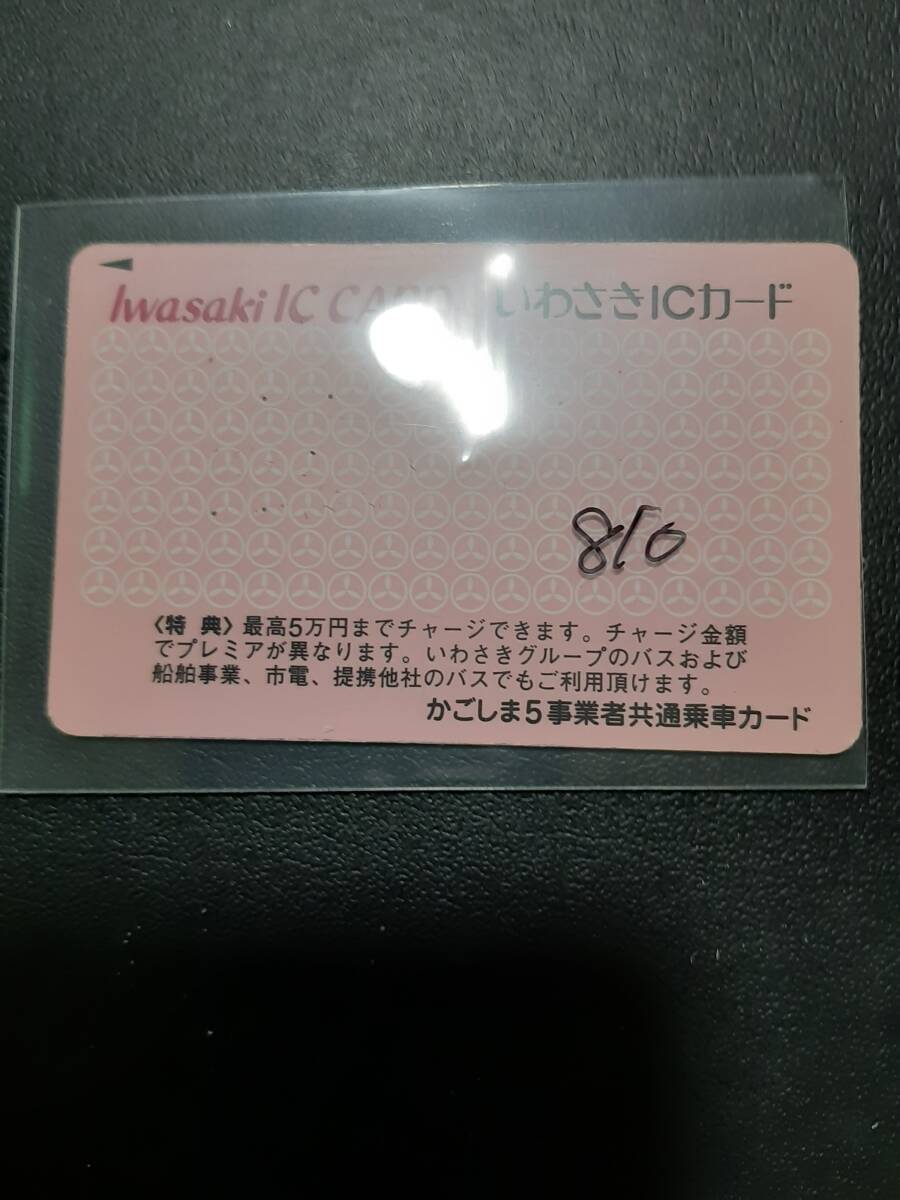 Iwasaki IC CARD いわさきICカード
810
〈特 典〉最高5万円までチャージできます。チャージ金額
でプレミアが異なります。いわさきグループのバスおよび
船舶事業、市電、提携他社のバスでもご利用頂けます。
かごしま5事業者共通乗車カード